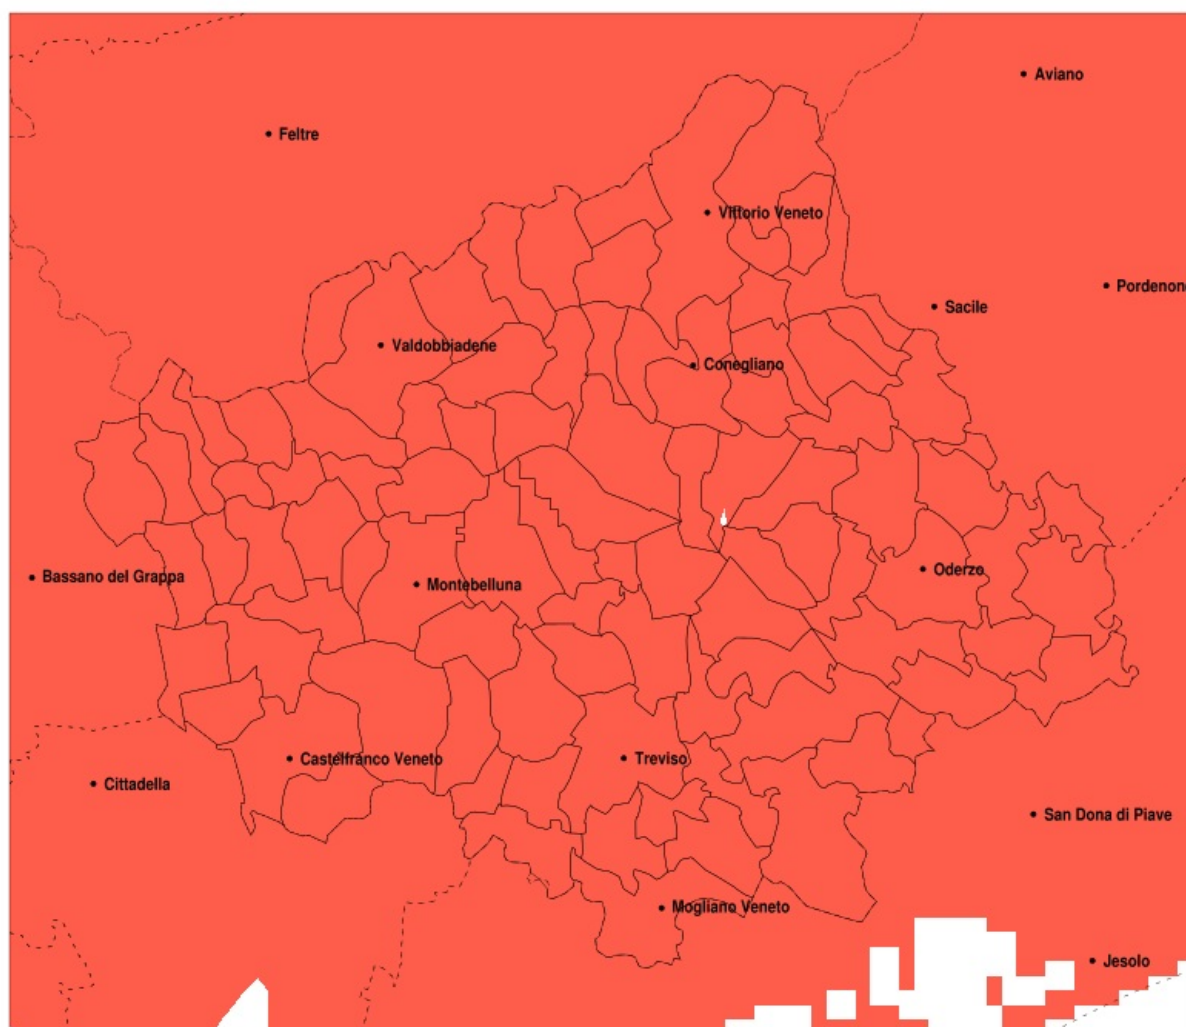 Aviano
Feltre
Vittorio Veneto
Pordenone
Sacile
Valdobbiadene
Conegliano
Oderzo
Bassano del Grappa
Montebelluna
Castelfranco Veneto
Treviso
Cittadella
San Dona di Piave
Mogliano Veneto
Jesolo